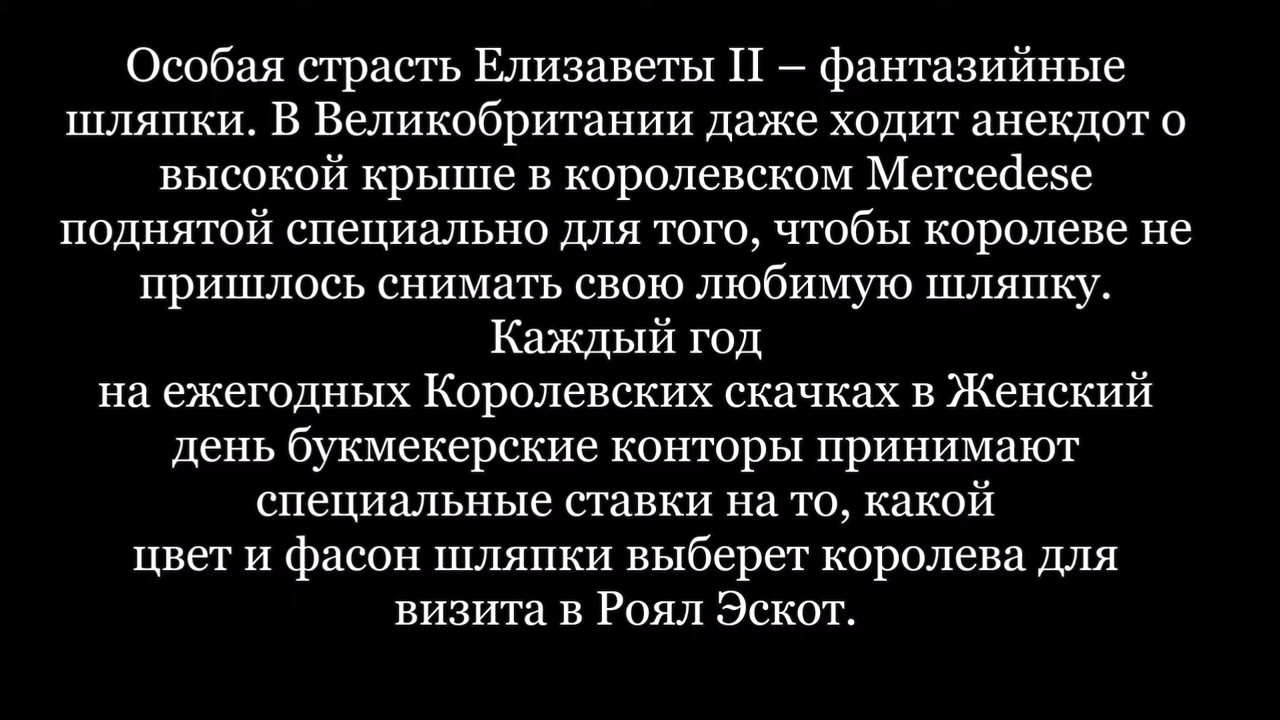 Особая страсть Елизаветы II – фантазийные
шляпки. В Великобритании даже ходит анекдот о
высокой крыше в королевском Mercedese
поднятой специально для того, чтобы королеве не
пришлось снимать свою любимую шляпку.
Каждый год
на ежегодных Королевских скачках в Женский
день букмекерские конторы принимают
специальные ставки на то, какой
цвет и фасон шляпки выберет королева для
визита в Роял Эскот.